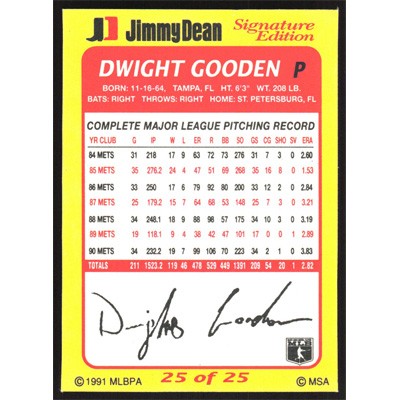 JimmyDean Signature Edition
DWIGHT GOODEN P
BORN: 11-16-64, TAMPA, FL HT. 6'3" WT. 208 LB.
BATS: RIGHT THROWS: RIGHT HOME: ST. PETERSBURG, FL
COMPLETE MAJOR LEAGUE PITCHING RECORD
YR CLUB G IP W L ER R BB SO GS CG SHO SV ERA
84 METS 31 218 17 9 63 72 73 276 31 7 3 0 2.60
85 METS 35 276.2 24 4 47 51 69 268 35 16 8 0 1.53
86 METS 33 250 17 6 79 92 80 200 33 12 2 0 2.84
87 METS 25 179.2 15 7 64 68 53 148 25 7 3 0 3.21
88 METS 34 248.1 18 9 88 98 57 175 34 10 3 0 3.19
89 METS 19 118.1 9 4 38 42 47 101 17 0 0 1 2.89
90 METS 34 232.2 19 7 99 106 70 223 34 2 1 0 3.83
TOTALS 211 1523.2 119 46 478 529 449 1391 209 54 20 1 2.82
Dwight Gooden
© 1991 MLBPA 25 of 25 © MSA